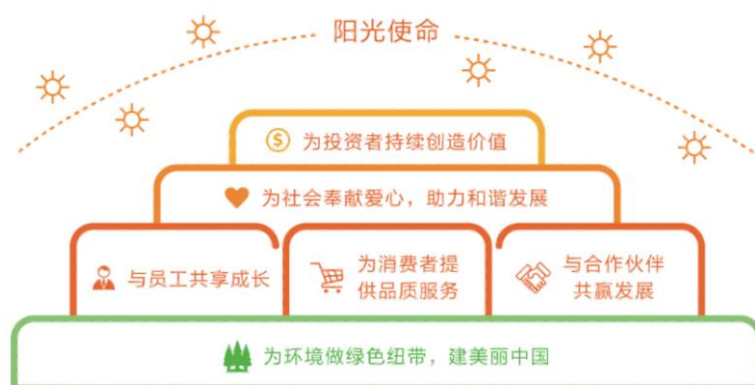 阳光使命
为投资者持续创造价值
为社会奉献爱心，助力和谐发展
与员工共享成长
为消费者提
供品质服务
与合作伙伴
共赢发展
为环境做绿色纽带，建美丽中国